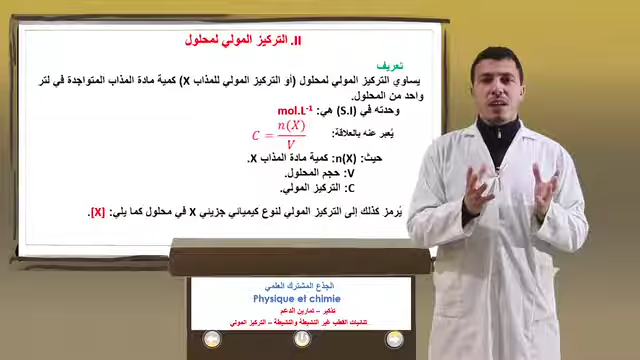 II. التركيز المولي لمحلول
تعريف
يساوي التركيز المولي لمحلول (أو التركيز المولي للمذاب X) كمية مادة المذاب المتواجدة في لتر
واحد من المحلول.
وحدته في (S.I) هي: mol.L⁻¹
يُعبر عنه بالعلاقة: C = n(X)/V
حيث: n(X): كمية مادة المذاب X.
V: حجم المحلول.
C: التركيز المولي.
يُرمز كذلك إلى التركيز المولي لنوع كيميائي جزيئي X في محلول كما يلي: [X].
الجذع المشترك العلمي
Physique et chimie
تذكير – تمارين الدعم
ثنائيات القطب غير النشيطة والنشيطة – التركيز المولي